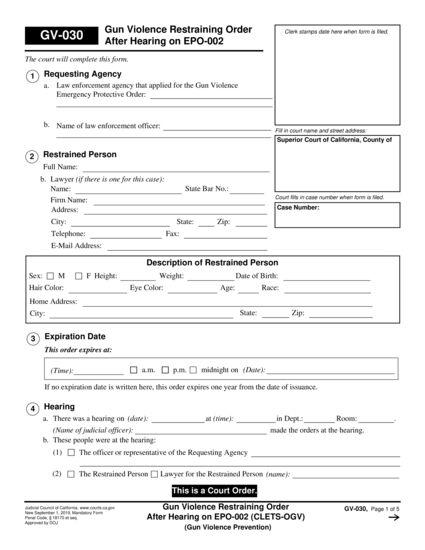 GV-030
Gun Violence Restraining Order
After Hearing on EPO-002
Clerk stamps date here when form is filed.
The court will complete this form.
1 Requesting Agency
a. Law enforcement agency that applied for the Gun Violence
Emergency Protective Order:
b. Name of law enforcement officer:
Fill in court name and street address:
Superior Court of California, County of
2 Restrained Person
Full Name:
b. Lawyer (if there is one for this case):
Name: State Bar No.:
Firm Name:
Address:
City: State: Zip:
Telephone: Fax:
E-Mail Address:
Court fills in case number when form is filed.
Case Number:
Description of Restrained Person
Sex: M F Height: Weight: Date of Birth:
Hair Color: Eye Color: Age: Race:
Home Address:
City: State: Zip:
3 Expiration Date
This order expires at:
(Time): a.m. p.m. midnight on (Date):
If no expiration date is written here, this order expires one year from the date of issuance.
4 Hearing
a. There was a hearing on (date): at (time): in Dept.: Room: .
(Name of judicial officer): made the orders at the hearing.
b. These people were at the hearing:
(1) The officer or representative of the Requesting Agency
(2) The Restrained Person Lawyer for the Restrained Person (name):
This is a Court Order.
Judicial Council of California, www.courts.ca.gov
New September 1, 2019, Mandatory Form
Penal Code, § 18170 et seq.
Approved by DOJ
Gun Violence Restraining Order
After Hearing on EPO-002 (CLETS-OGV)
(Gun Violence Prevention)
GV-030, Page 1 of 5
→